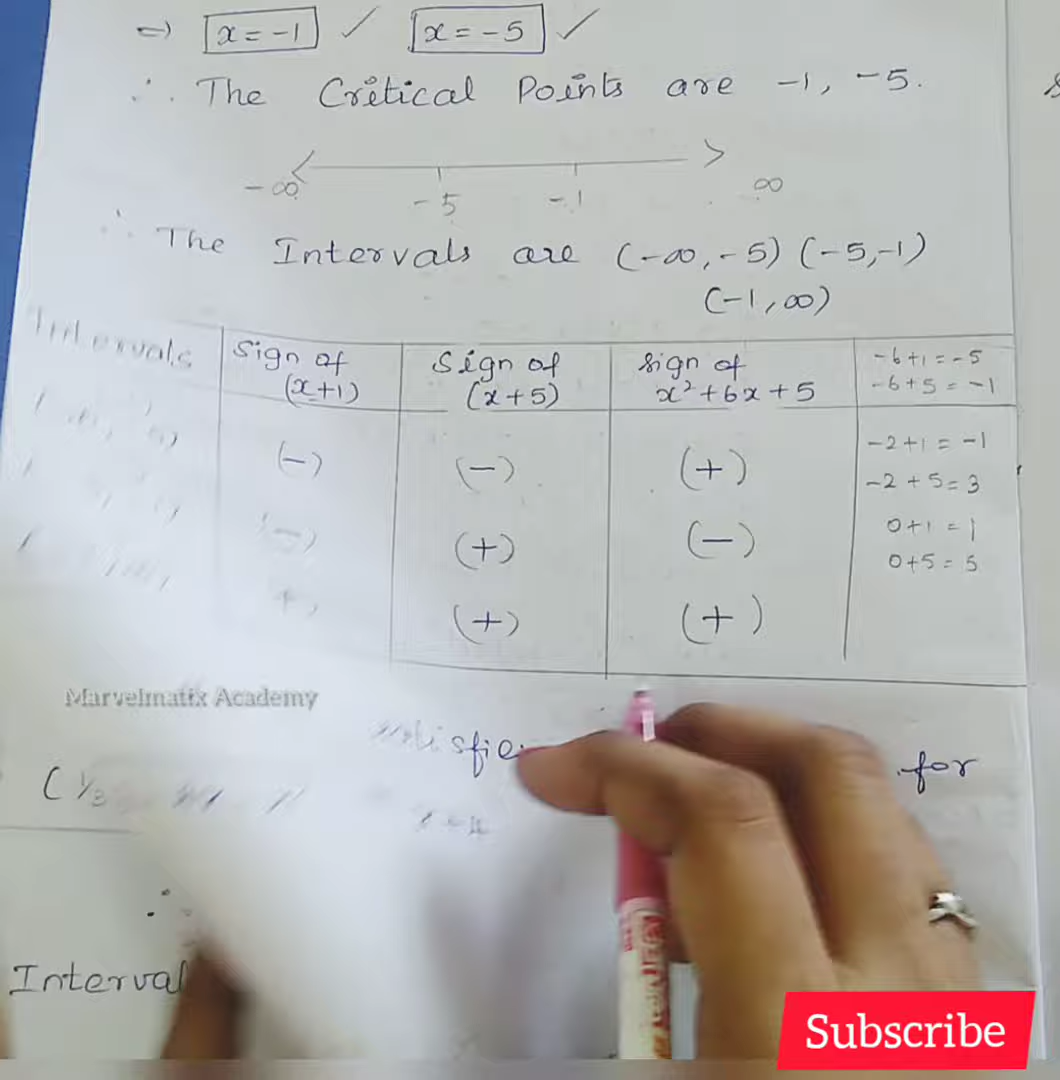 ⇒ x = -1 ✓ x = -5 ✓
∴ The Critical Points are -1, -5.
-∞ -5 -1 ∞
∴ The Intervals are (-∞, -5) (-5, -1)
(-1, ∞)
Intervals Sign of (x+1) Sign of (x+5) Sign of x²+6x+5 -6+1 = -5
-6+5 = -1
(-) (-) (+) -2+1 = -1
-2+5 = 3
(-) (+) (-) 0+1 = 1
0+5 = 5
(+) (+)
Marvelmatix Academy
for
Interval
Subscribe